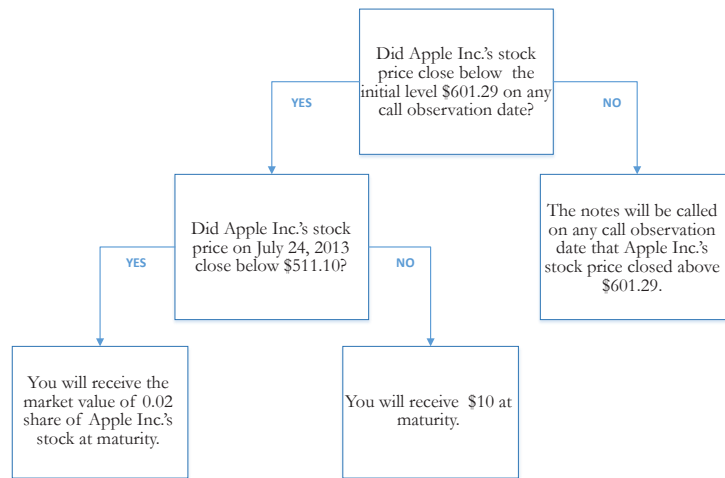 Did Apple Inc.'s stock
price close below the
initial level $601.29 on any
call observation date?
YES
NO
Did Apple Inc.'s stock
price on July 24, 2013
close below $511.10?
The notes will be called
on any call observation
date that Apple Inc.'s
stock price closed above
$601.29.
YES
NO
You will receive the
market value of 0.02
share of Apple Inc.'s
stock at maturity.
You will receive $10 at
maturity.